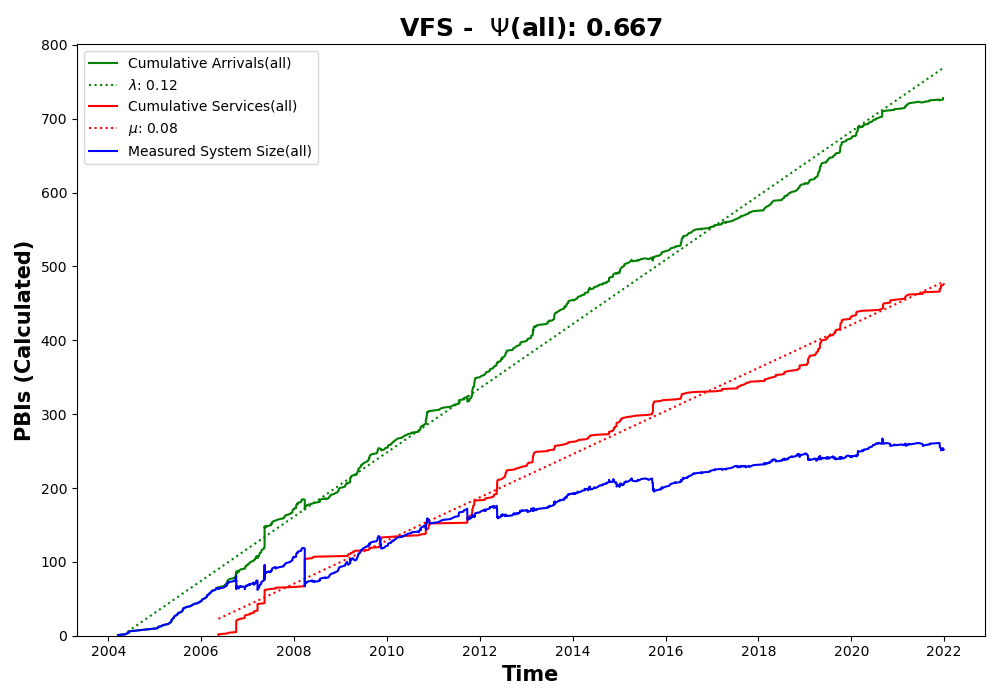 VFS - Ψ(all): 0.667
Cumulative Arrivals(all)
λ: 0.12
Cumulative Services(all)
μ: 0.08
Measured System Size(all)
PBIs (Calculated)
800
700
600
500
400
300
200
100
0
2004 2006 2008 2010 2012 2014 2016 2018 2020 2022
Time